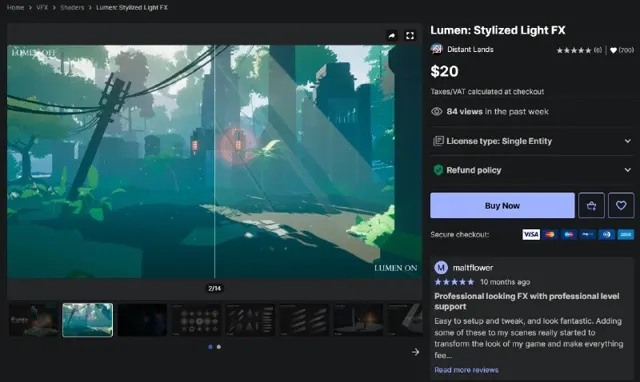 Home > VFX > Shaders > Lumen: Stylized Light FX
LUMEN OFF
LUMEN ON
2/14
Lumen: Stylized Light FX
Distant Lands
★★★★★ (6) | ♥ (700)
$20
Taxes/VAT calculated at checkout
84 views in the past week
License type: Single Entity
Refund policy
Buy Now
Secure checkout:
VISA
M
maltflower
★★★★★ 10 months ago
Professional looking FX with professional level
support
Easy to setup and tweak, and look fantastic. Adding
some of these to my scenes really started to
transform the look of my game and make everything
fee...
Read more reviews